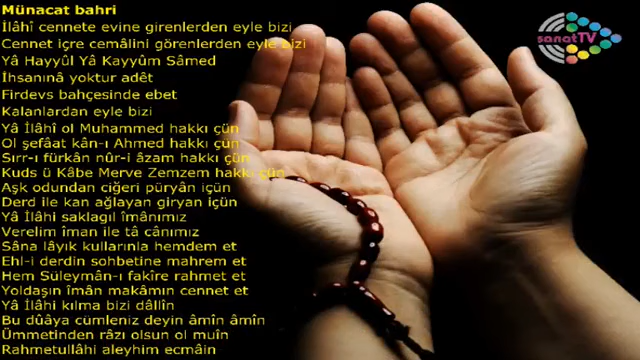 Münacat bahri
İlâhî cennete evine girenlerden eyle bizi
Cennet içre cemâlini görenlerden eyle bizi
Yâ Hayyûl Yâ Kayyûm Sâmed
İhsanınâ yoktur adêt
Firdevs bahçesinde ebet
Kalanlardan eyle bizi
Yâ İlâhî ol Muhammed hakkı çün
Ol şefâat kân-ı Ahmed hakkı çün
Sırr-ı fürkân nûr-i âzam hakkı çün
Kuds ü Kâbe Merve Zemzem hakkı çün
Aşk odundan ciğeri püryân içün
Derd ile kan ağlayan giryan içün
Yâ İlâhi saklagıl îmânımız
Verelim iman ile tâ cânımız
Sâna lâyık kullarınla hemdem et
Ehl-i derdin sohbetine mahrem et
Hem Süleymân-ı fakîre rahmet et
Yoldaşın îmân makâmın cennet et
Yâ İlâhi kılma bizi dâllîn
Bu dûâya cümleniz deyin âmîn âmîn
Ümmetinden râzı olsun ol muîn
Rahmetullâhi aleyhim ecmâin
sanatTV